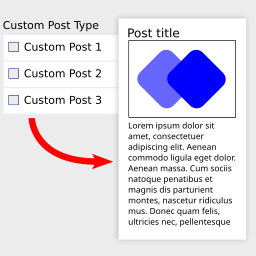 Custom Post Type
Custom Post 1
Custom Post 2
Custom Post 3
Post title
Lorem ipsum dolor sit
amet, consectetuer
adipiscing elit. Aenean
commodo ligula eget dolor.
Aenean massa. Cum sociis
natoque penatibus et
magnis dis parturient
montes, nascetur ridiculus
mus. Donec quam felis,
ultricies nec, pellentesque